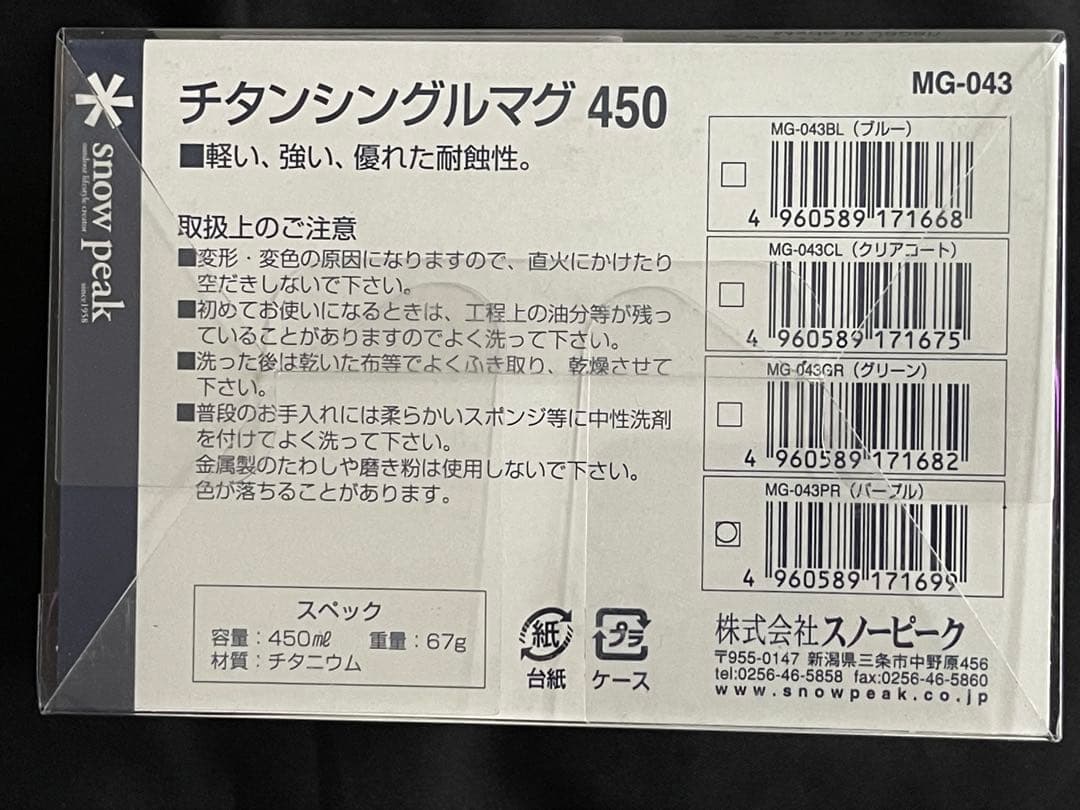 snow peak
outdoor lifestyle creator
since1958
チタンシングルマグ 450
■軽い、強い、優れた耐蝕性。
取扱上のご注意
■変形・変色の原因になりますので、直火にかけたり
空だきしないで下さい。
■初めてお使いになるときは、工程上の油分等が残っ
ていることがありますのでよく洗って下さい。
■洗った後は乾いた布等でよくふき取り、乾燥させて
下さい。
■普段のお手入れには柔らかいスポンジ等に中性洗剤
を付けてよく洗って下さい。
金属製のたわしや磨き粉は使用しないで下さい。
色が落ちることがあります。
スペック
容量：450㎖ 重量：67g
材質：チタニウム
紙
台紙
プラ
ケース
MG-043
MG-043BL（ブルー）
4 960589 171668
MG-043CL（クリアコート）
4 960589 171675
MG-043GR（グリーン）
4 960589 171682
MG-043PR（パープル）
4 960589 171699
株式会社スノーピーク
〒955-0147 新潟県三条市中野原456
tel:0256-46-5858 fax:0256-46-5860
www.snowpeak.co.jp